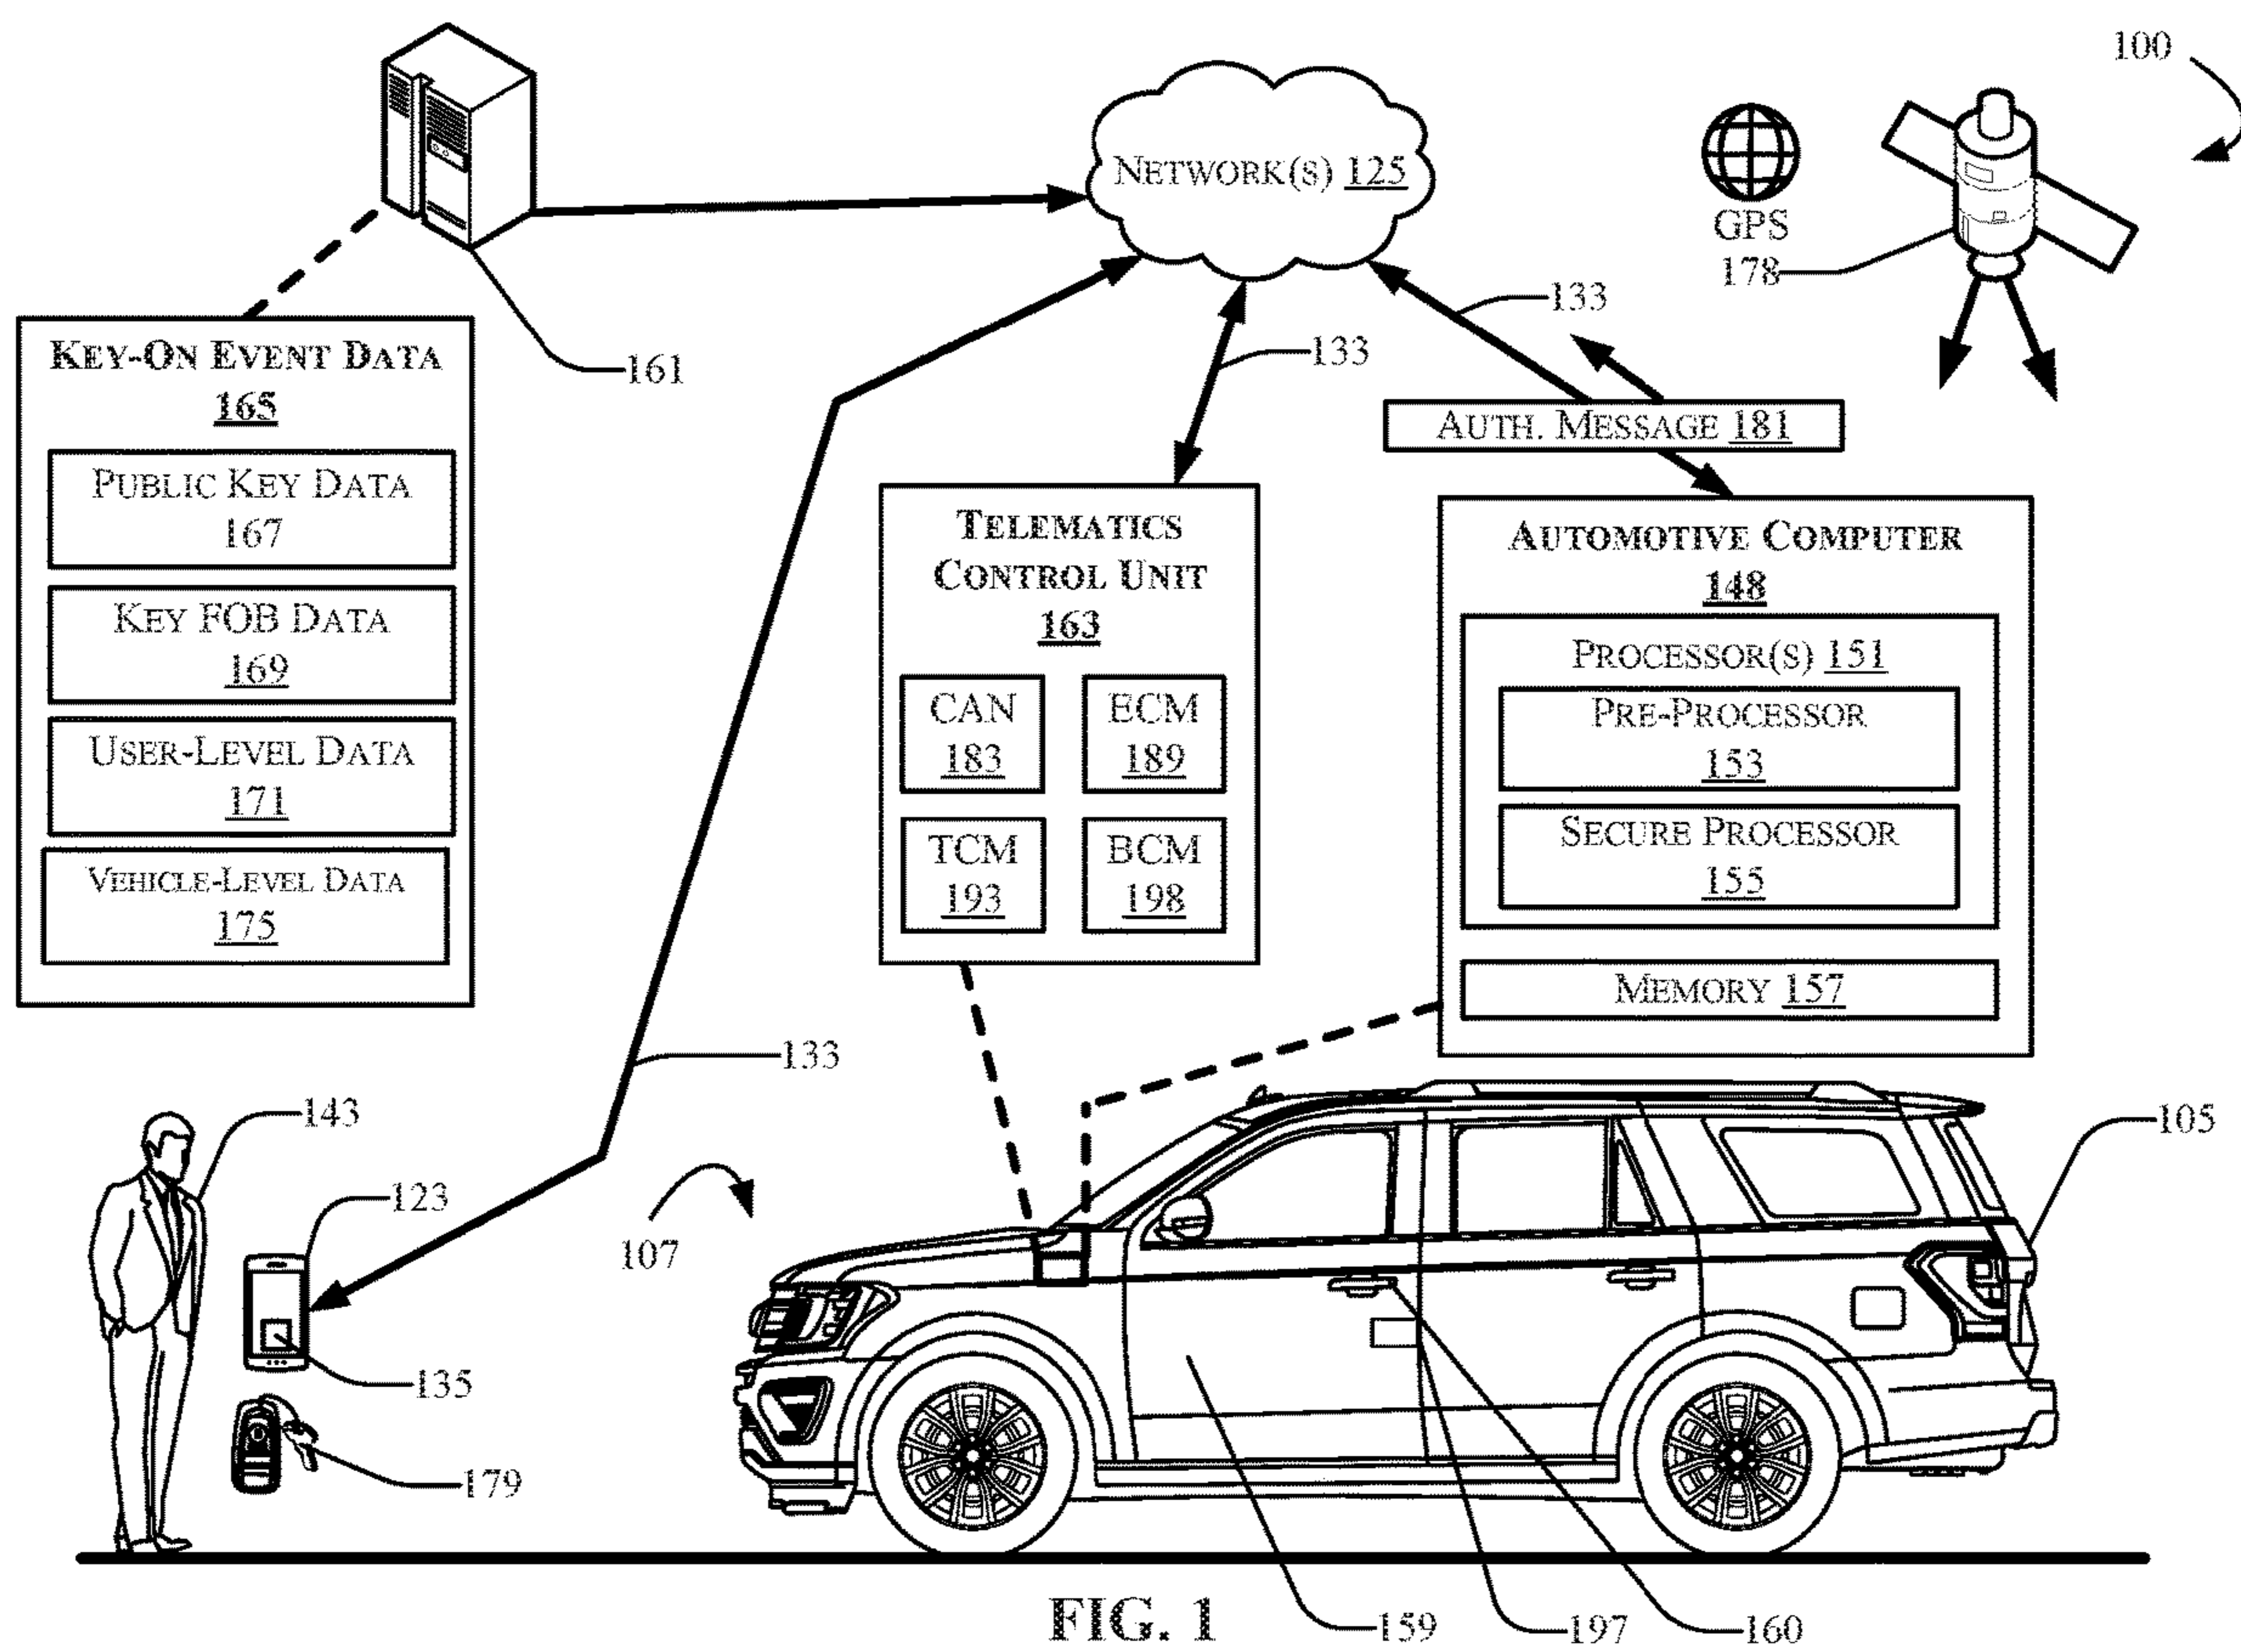 100
NETWORK(S) 125
GPS
178
133
133
161
KEY-ON EVENT DATA
165
PUBLIC KEY DATA
167
KEY FOB DATA
169
USER-LEVEL DATA
171
VEHICLE-LEVEL DATA
175
AUTH. MESSAGE 181
TELEMATICS
CONTROL UNIT
163
CAN
183
ECM
189
TCM
193
BCM
198
AUTOMOTIVE COMPUTER
148
PROCESSOR(S) 151
PRE-PROCESSOR
153
SECURE PROCESSOR
155
MEMORY 157
133
143
123
135
179
107
105
159
197
160
FIG. 1